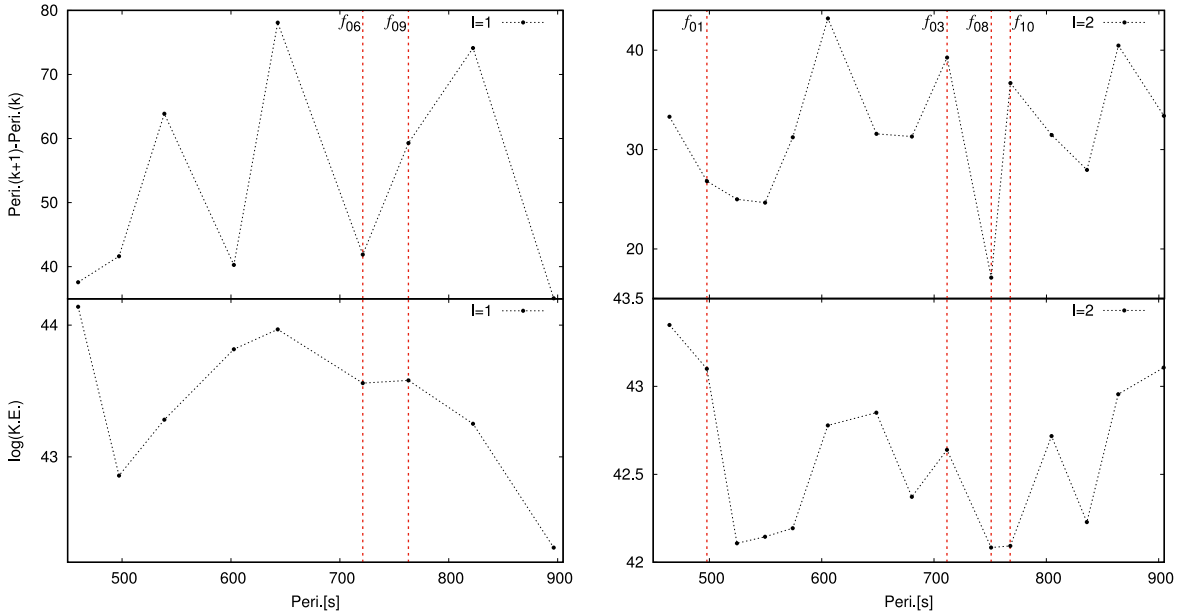 f06 f09 l=1
80
70
60
50
40
Peri.(k+1)-Peri.(k)
l=1
44
43
log(K.E.)
500 600 700 800 900
Peri.[s]
f01 f03 f08 f10 l=2
40
30
20
43.5
l=2
43
42.5
42
500 600 700 800 900
Peri.[s]